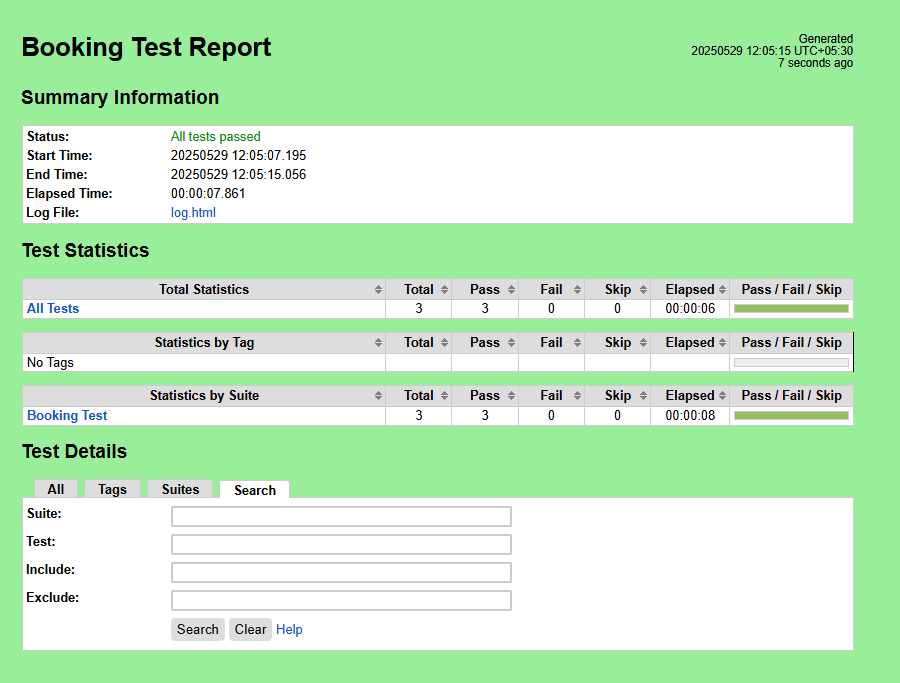 Booking Test Report
Generated
20250529 12:05:15 UTC+05:30
7 seconds ago
Summary Information
Status: All tests passed
Start Time: 20250529 12:05:07.195
End Time: 20250529 12:05:15.056
Elapsed Time: 00:00:07.861
Log File: log.html
Test Statistics
Total Statistics Total Pass Fail Skip Elapsed Pass / Fail / Skip
All Tests 3 3 0 0 00:00:06
Statistics by Tag Total Pass Fail Skip Elapsed Pass / Fail / Skip
No Tags
Statistics by Suite Total Pass Fail Skip Elapsed Pass / Fail / Skip
Booking Test 3 3 0 0 00:00:08
Test Details
All Tags Suites Search
Suite:
Test:
Include:
Exclude:
Search Clear Help